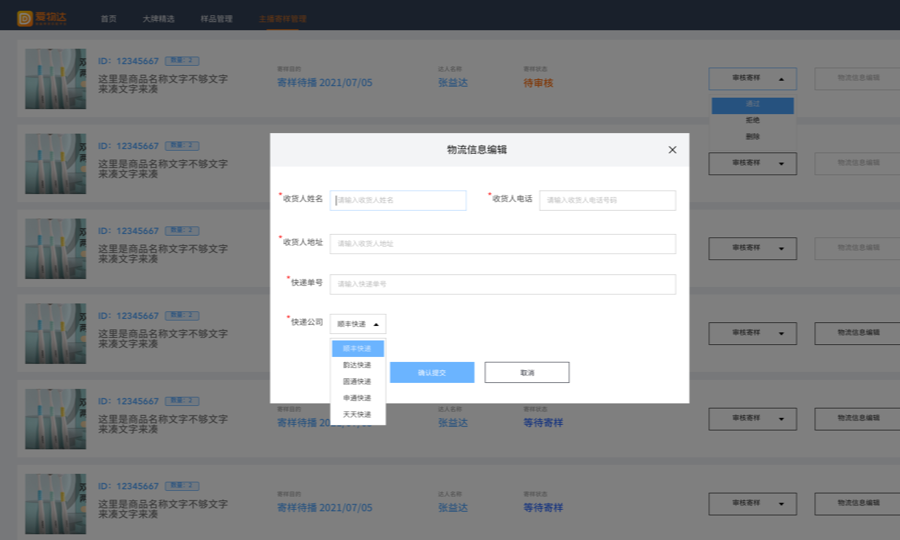 爱物达
首页 大牌精选 样品管理 主播寄样管理
ID: 12345667 数量: 2
这里是商品名称文字不够文字
来凑文字来凑
寄样目的
寄样待播 2021/07/05
达人名称
张益达
寄样状态
待审核
审核寄样
物流信息编辑
通过
拒绝
删除
ID: 12345667 数量: 2
这里是商品名称文字不够文字
来凑文字来凑
审核寄样
物流信息编辑
物流信息编辑
*收货人姓名 请输入收货人姓名
*收货人电话 请输入收货人电话号码
*收货人地址 请输入收货人地址
*快递单号 请输入快递单号
*快递公司 顺丰快递
顺丰快递
韵达快递
圆通快递
申通快递
天天快递
确认提交 取消
ID: 12345667 数量: 2
这里是商品名称文字不够文字
来凑文字来凑
审核寄样
物流信息编辑
ID: 12345667 数量: 2
这里是商品名称文字不够文字
来凑文字来凑
审核寄样
物流信息编辑
ID: 12345667 数量: 2
这里是商品名称文字不够文字
来凑文字来凑
寄样目的
寄样待播 2021/07/05
达人名称
张益达
寄样状态
等待寄样
审核寄样
物流信息编辑
ID: 12345667 数量: 2
这里是商品名称文字不够文字
来凑文字来凑
寄样目的
寄样待播 2021/07/05
达人名称
张益达
寄样状态
等待寄样
审核寄样
物流信息编辑